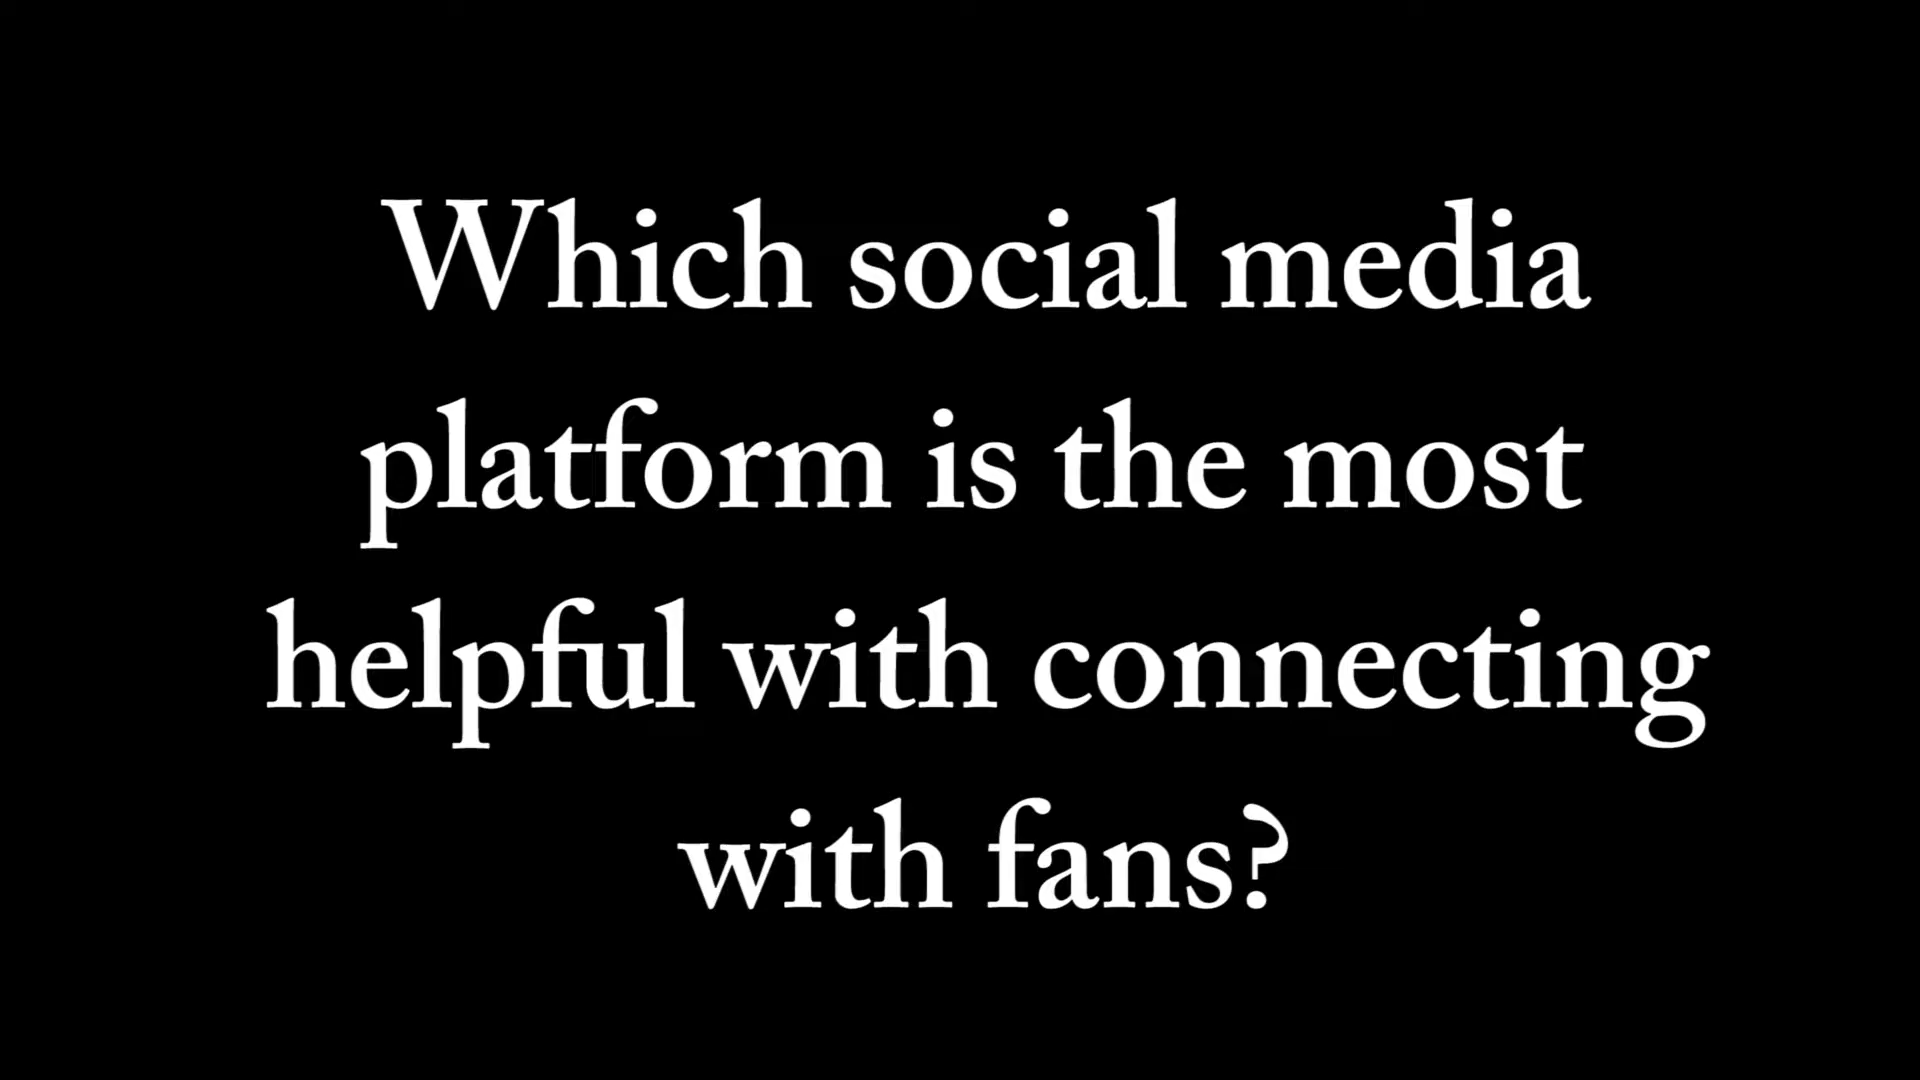 Which social media
platform is the most
helpful with connecting
with fans?